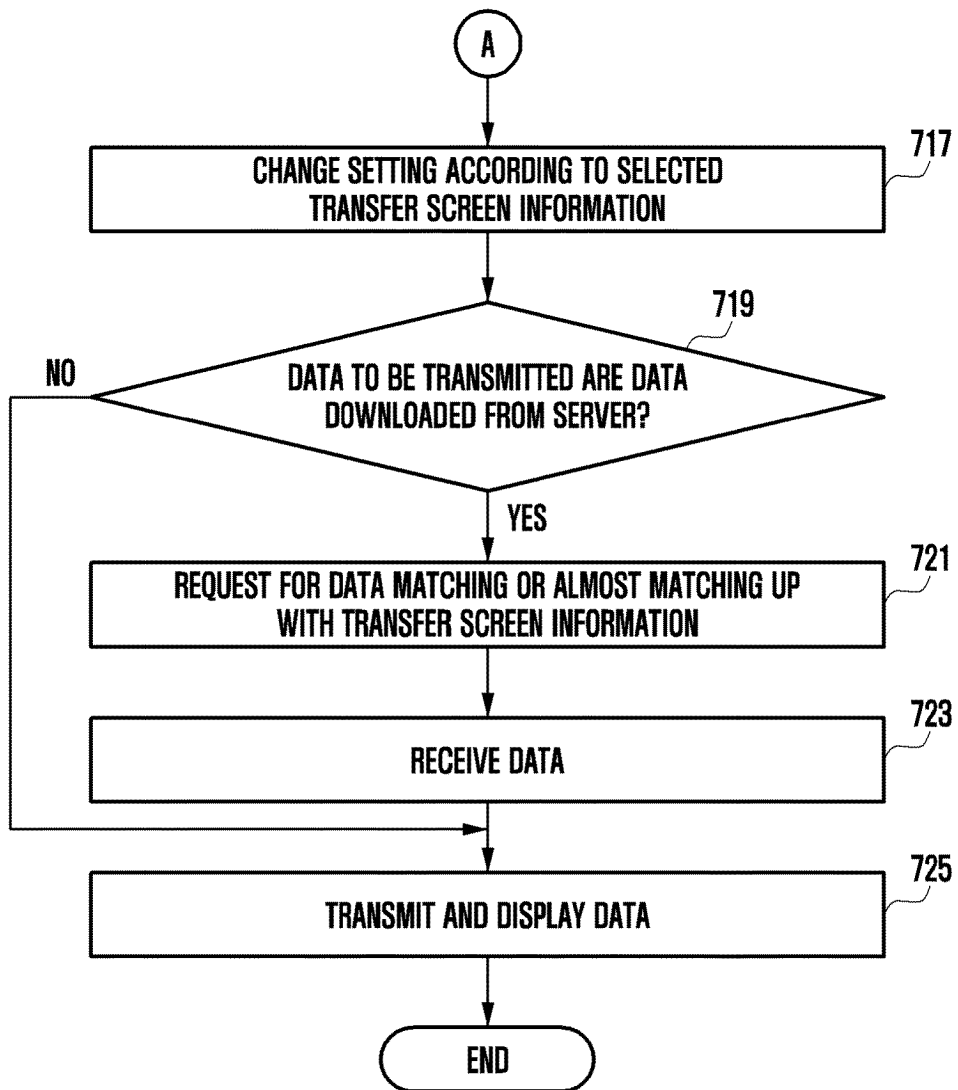 A
717
CHANGE SETTING ACCORDING TO SELECTED
TRANSFER SCREEN INFORMATION
719
NO
DATA TO BE TRANSMITTED ARE DATA
DOWNLOADED FROM SERVER?
YES
721
REQUEST FOR DATA MATCHING OR ALMOST MATCHING UP
WITH TRANSFER SCREEN INFORMATION
723
RECEIVE DATA
725
TRANSMIT AND DISPLAY DATA
END